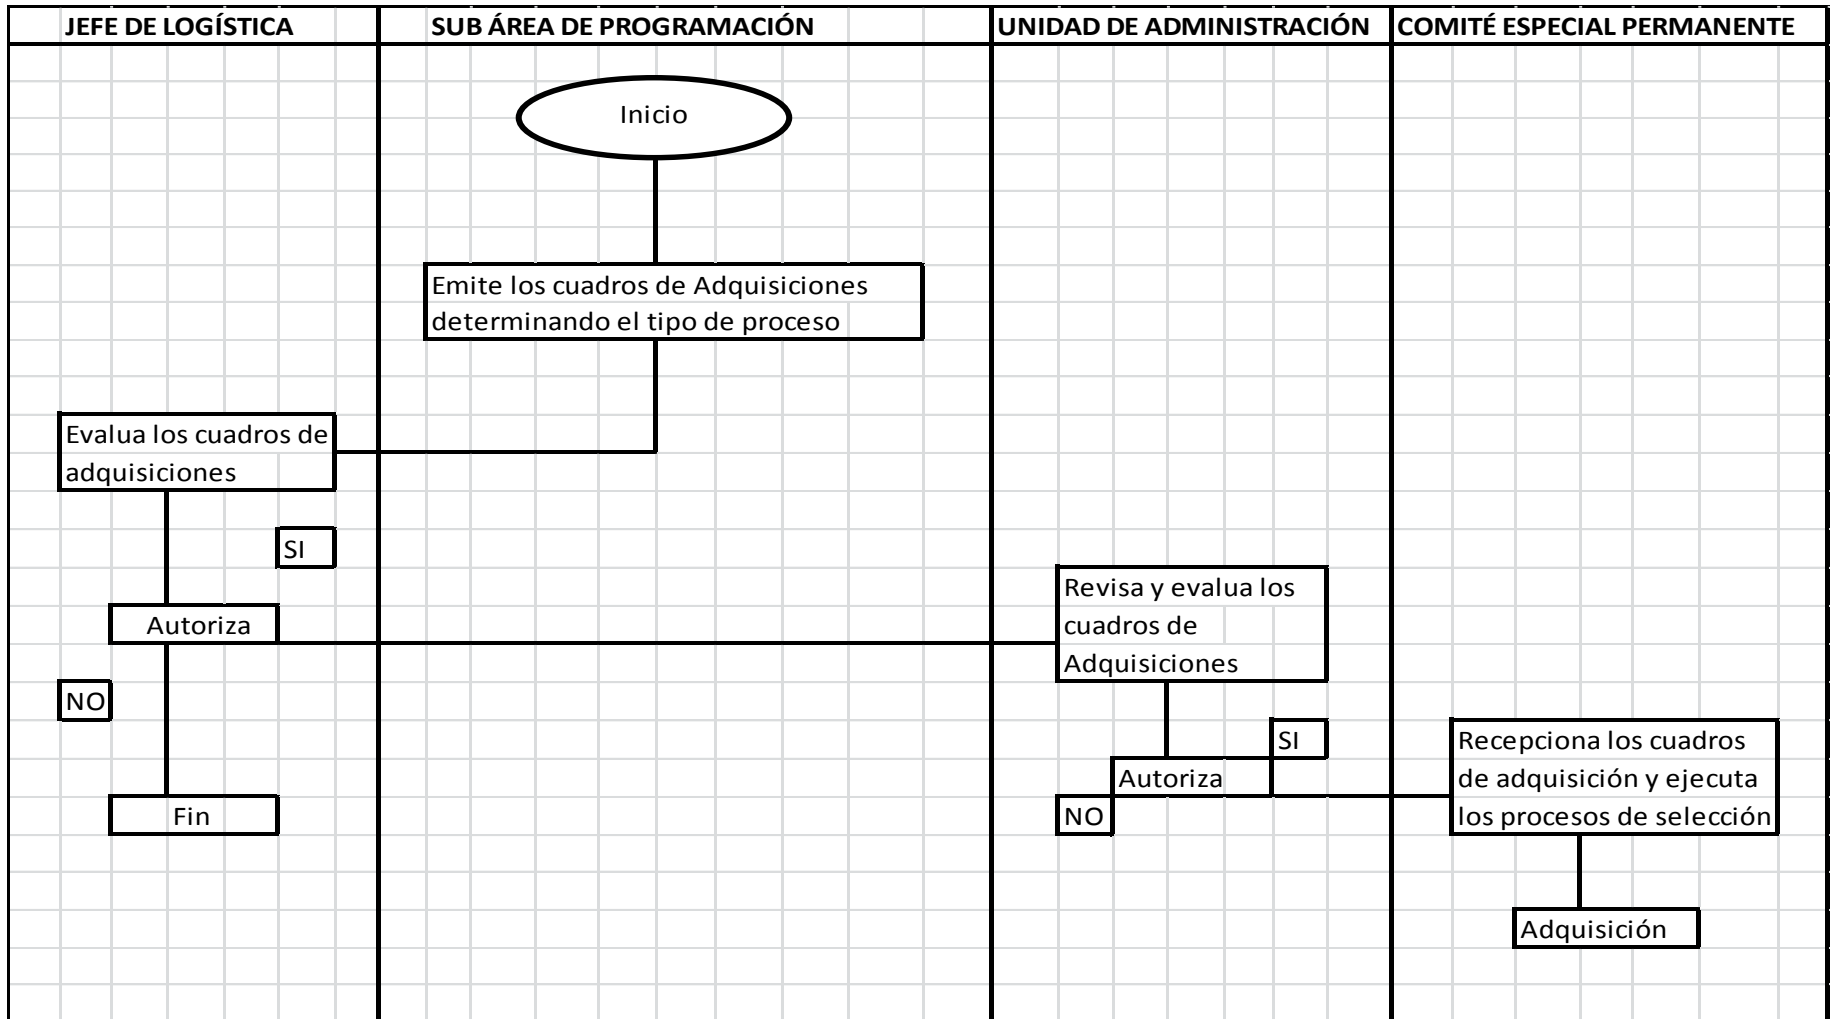 JEFE DE LOGÍSTICA
SUB ÁREA DE PROGRAMACIÓN
UNIDAD DE ADMINISTRACIÓN
COMITÉ ESPECIAL PERMANENTE
Inicio
Emite los cuadros de Adquisiciones
determinando el tipo de proceso
Evalua los cuadros de
adquisiciones
SI
Autoriza
NO
Fin
Revisa y evalua los
cuadros de
Adquisiciones
SI
Autoriza
NO
Recepciona los cuadros
de adquisición y ejecuta
los procesos de selección
Adquisición